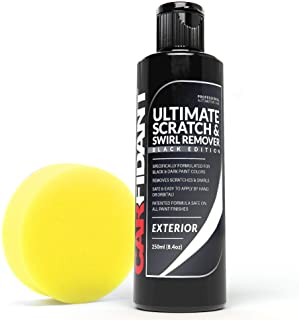 CARFIDANT
PROFESSIONAL
ULTIMATE
SCRATCH &
SWIRL REMOVER
BLACK EDITION
SPECIFICALLY FORMULATED FOR
BLACK & DARK PAINT COLORS
REMOVES SCRATCHES & SWIRLS
SAFE & EASY TO APPLY BY HAND
OR ORBITAL!
PATENTED FORMULA SAFE ON
ALL PAINT FINISHES
EXTERIOR
250ml (8.4oz)